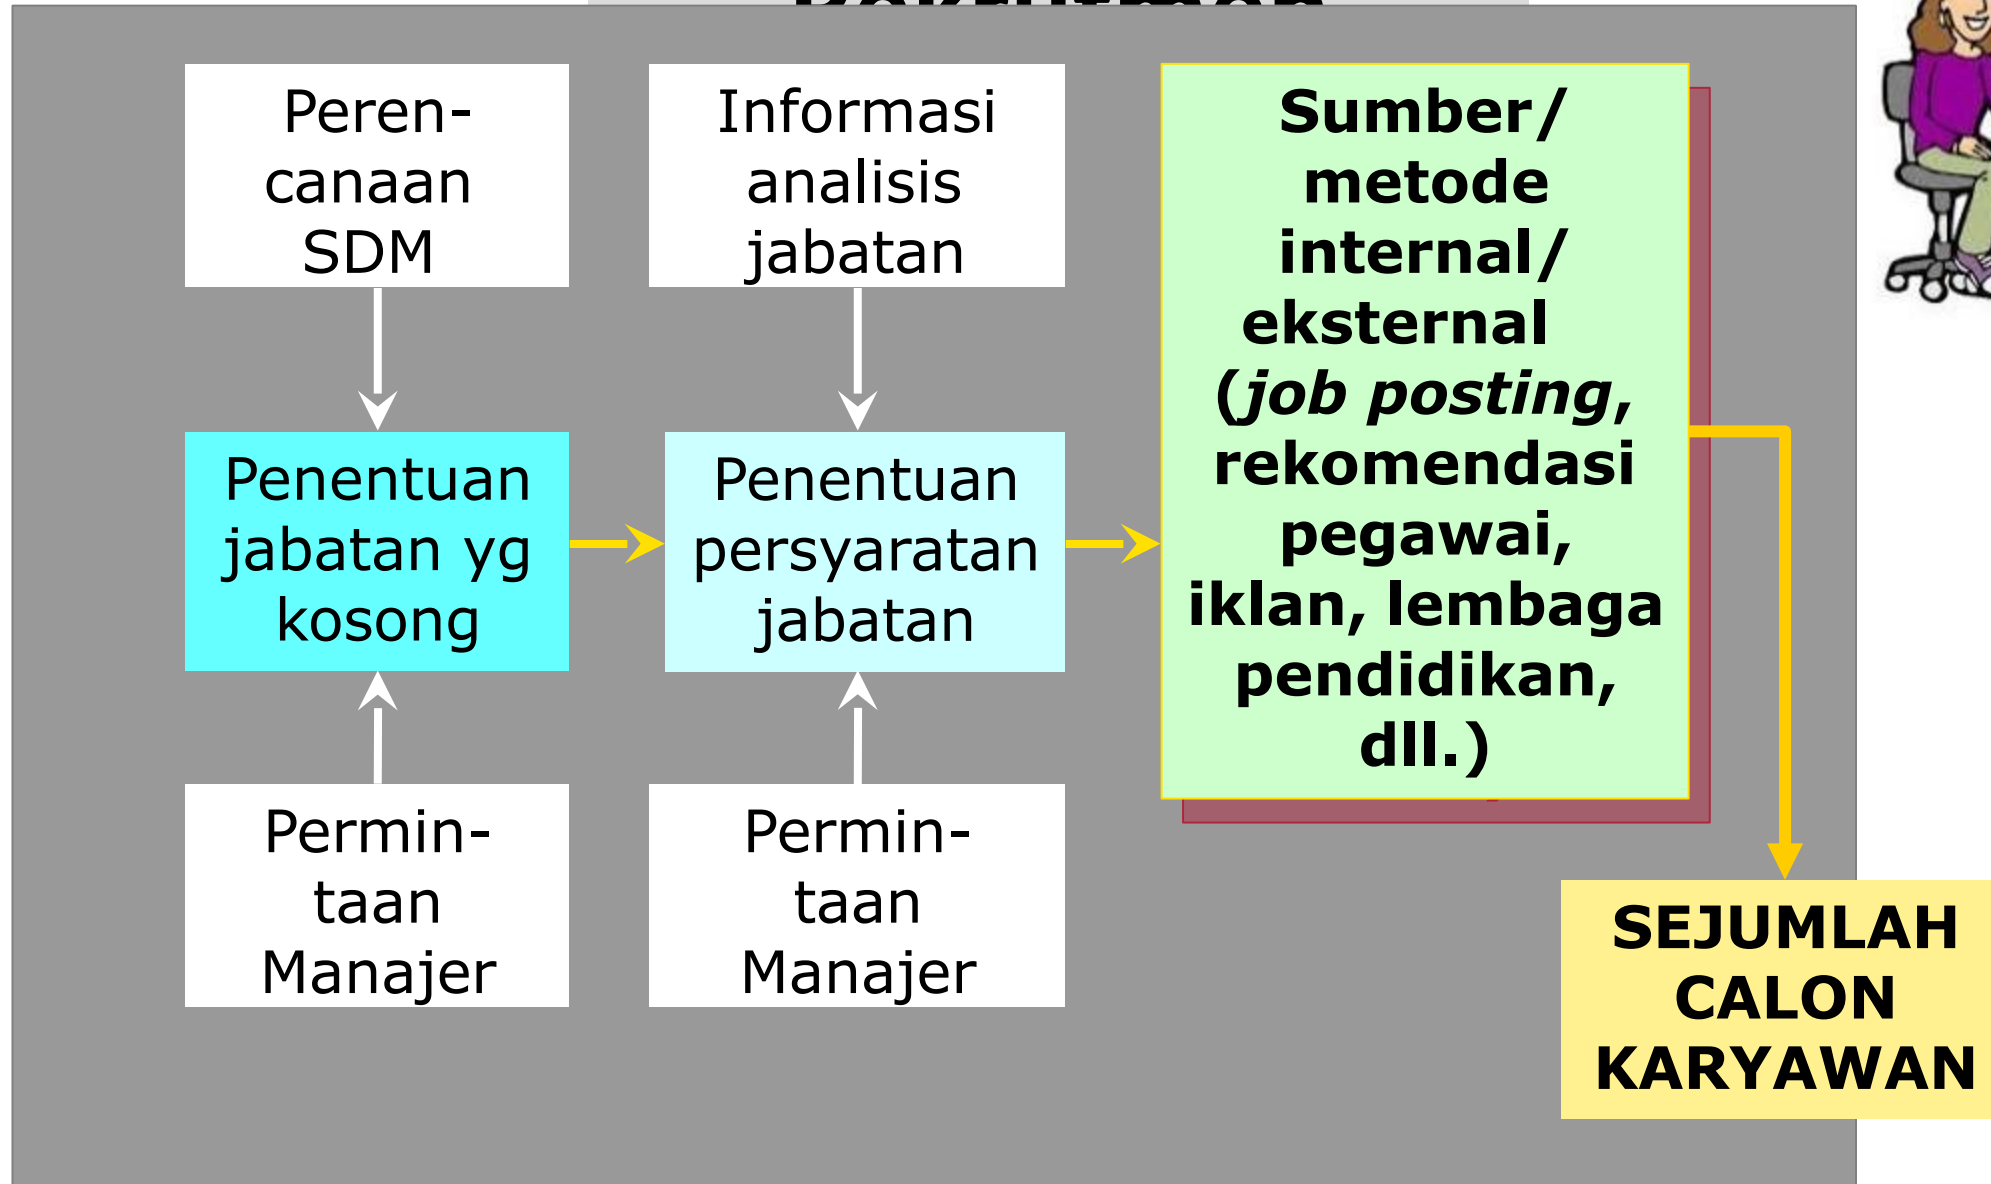 Rekrutmen
Peren-
canaan
SDM
Informasi
analisis
jabatan
Sumber/
metode
internal/
eksternal
(job posting,
rekomendasi
pegawai,
iklan, lembaga
pendidikan,
dll.)
Penentuan
jabatan yg
kosong
Penentuan
persyaratan
jabatan
Permin-
taan
Manajer
Permin-
taan
Manajer
SEJUMLAH
CALON
KARYAWAN